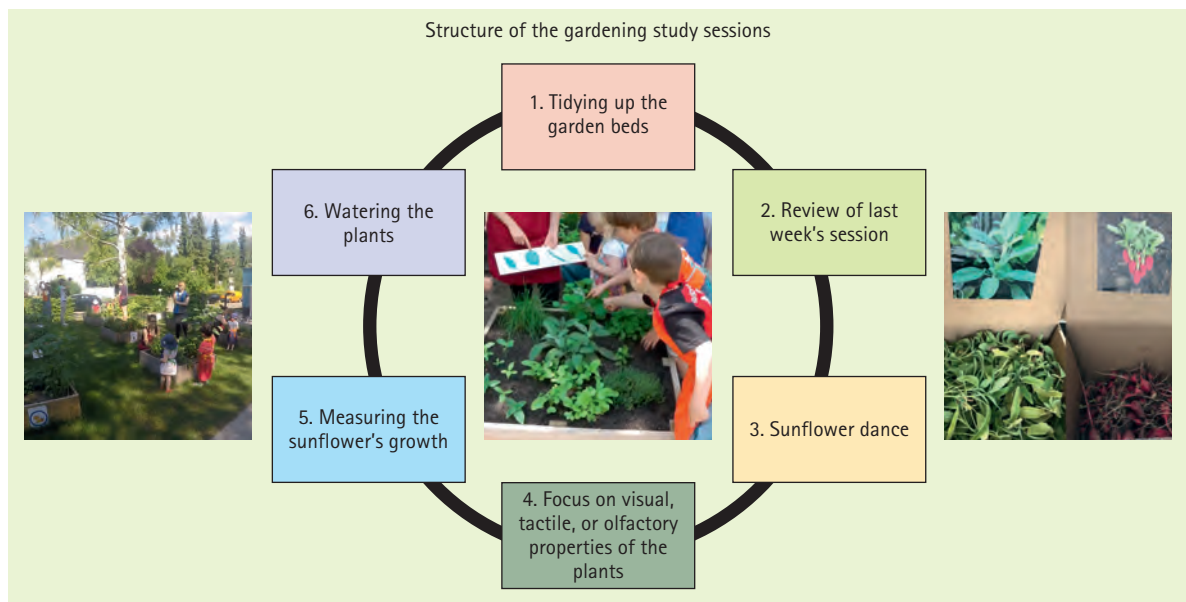 Structure of the gardening study sessions
1. Tidying up the
garden beds
2. Review of last
week's session
3. Sunflower dance
4. Focus on visual,
tactile, or olfactory
properties of the
plants
5. Measuring the
sunflower's growth
6. Watering the
plants